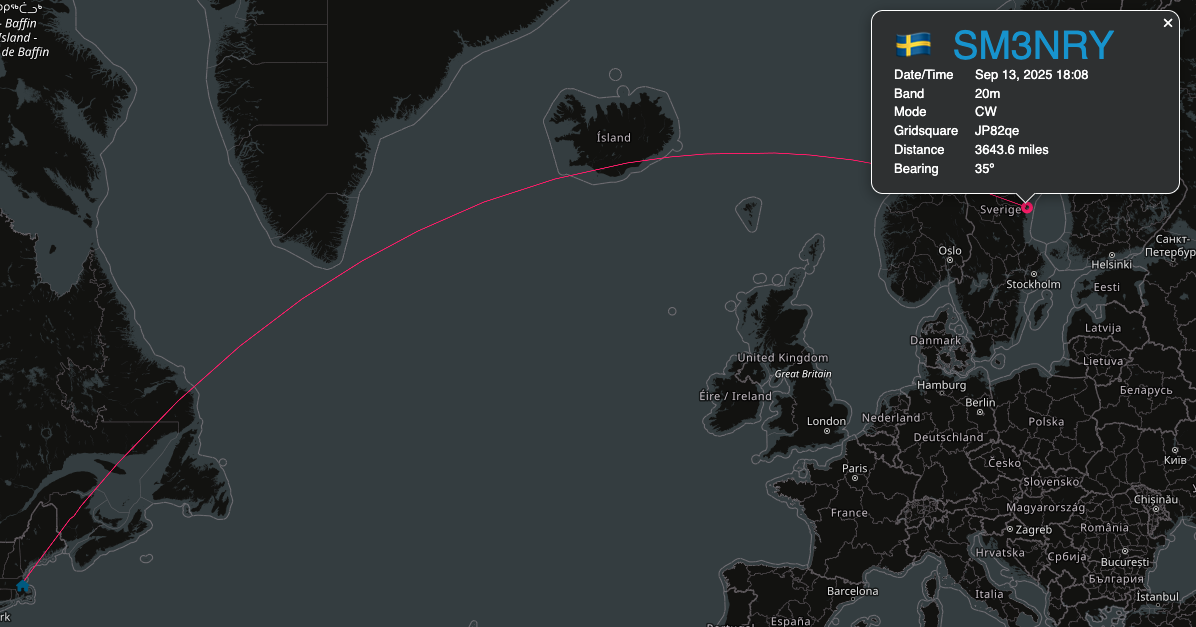 - Baffin
Island -
de Baffin
Ísland
×
SM3NRY
Date/Time Sep 13, 2025 18:08
Band 20m
Mode CW
Gridsquare JP82qe
Distance 3643.6 miles
Bearing 35°
Sverige
Oslo
Stockholm
Helsinki
Санкт-
Петербур
Eesti
Latvija
Lietuva
Беларусь
Danmark
United Kingdom
Great Britain
Éire / Ireland
London
Nederland
Hamburg
Berlin
Deutschland
Polska
Київ
Paris
Česko
Slovensko
France
Magyarország
Chișinău
Zagreb
România
Hrvatska
Србија
București
България
Barcelona
Italia
İstanbul
España
Portugal
rk